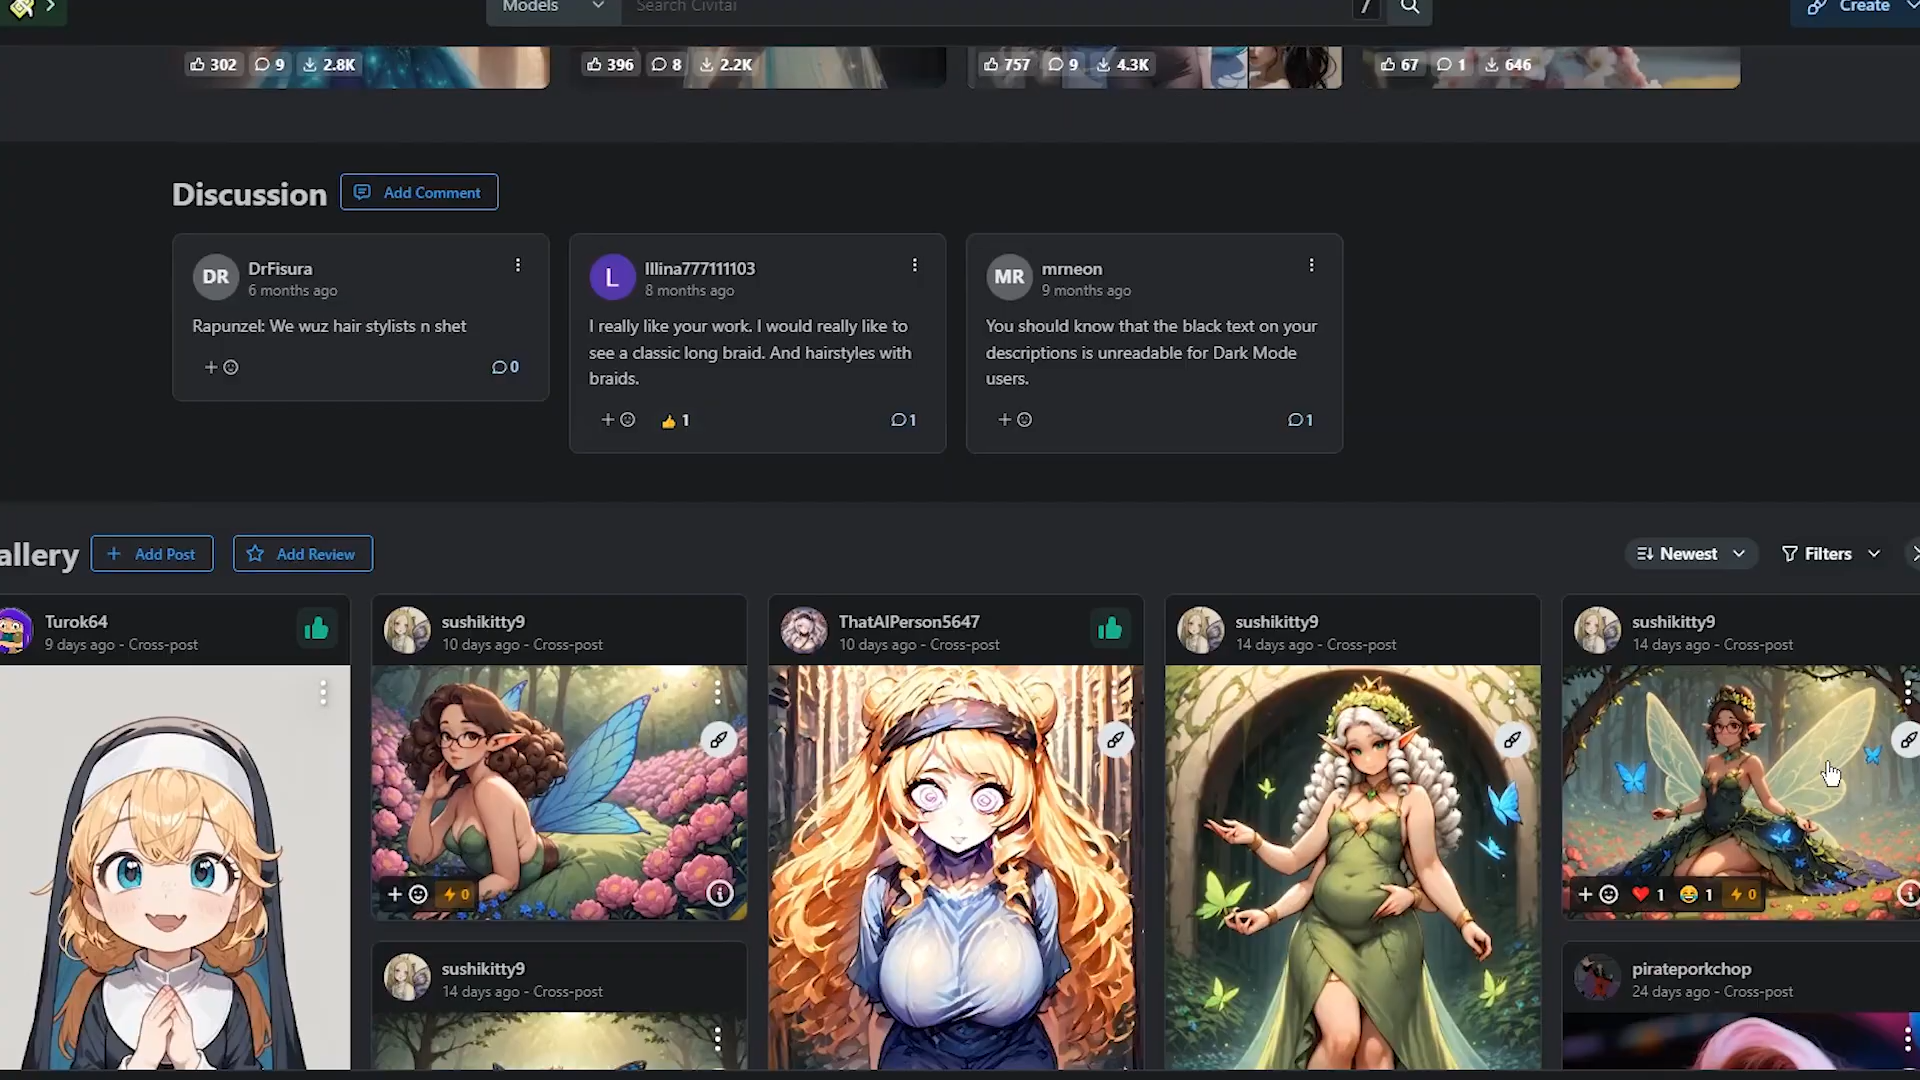 Models
Search Civitai
/
Create
302 9 2.8K
396 8 2.2K
757 9 4.3K
67 1 646
Discussion
Add Comment
DR
DrFisura
6 months ago
Rapunzel: We wuz hair stylists n shet
0
L
lllina777111103
8 months ago
I really like your work. I would really like to
see a classic long braid. And hairstyles with
braids.
1
1
MR
mrneon
9 months ago
You should know that the black text on your
descriptions is unreadable for Dark Mode
users.
1
allery
Add Post
Add Review
Newest
Filters
Turok64
9 days ago - Cross-post
sushikitty9
10 days ago - Cross-post
0
ThatAIPerson5647
10 days ago - Cross-post
sushikitty9
14 days ago - Cross-post
sushikitty9
14 days ago - Cross-post
1 1 0
sushikitty9
14 days ago - Cross-post
pirateporkchop
24 days ago - Cross-post